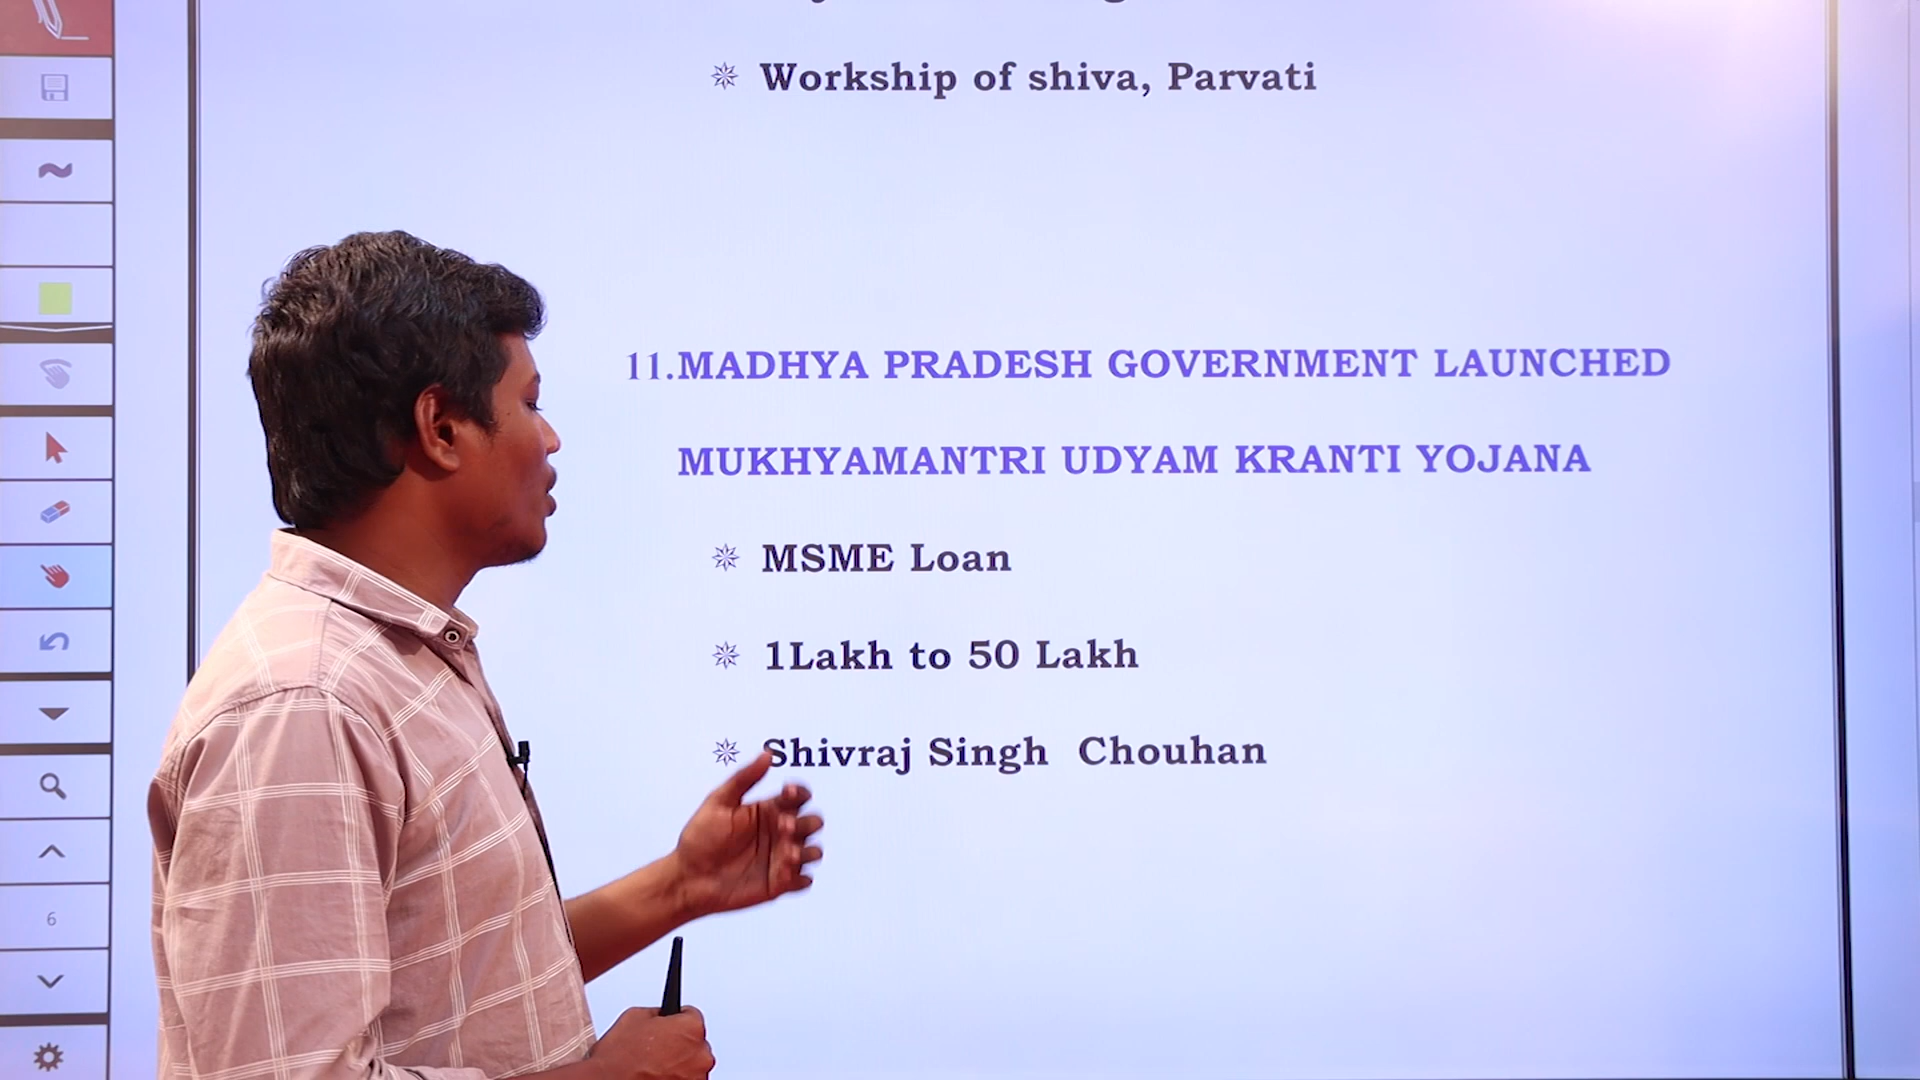 Workship of shiva, Parvati
11.MADHYA PRADESH GOVERNMENT LAUNCHED
MUKHYAMANTRI UDYAM KRANTI YOJANA
MSME Loan
1Lakh to 50 Lakh
Shivraj Singh Chouhan
6